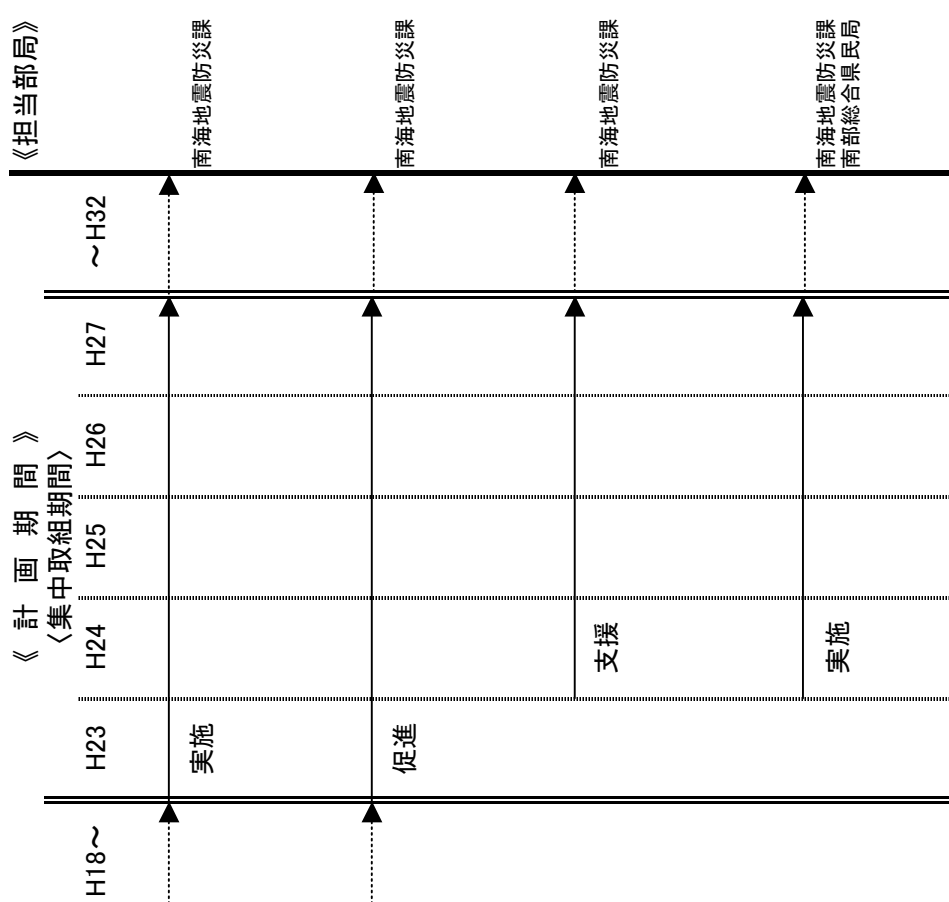 《計画期間》
〈集中取組期間〉
《担当部局》
H18～
H23
H24
H25
H26
H27
～H32
実施
南海地震防災課
促進
南海地震防災課
支援
南海地震防災課
実施
南海地震防災課
南部総合県民局